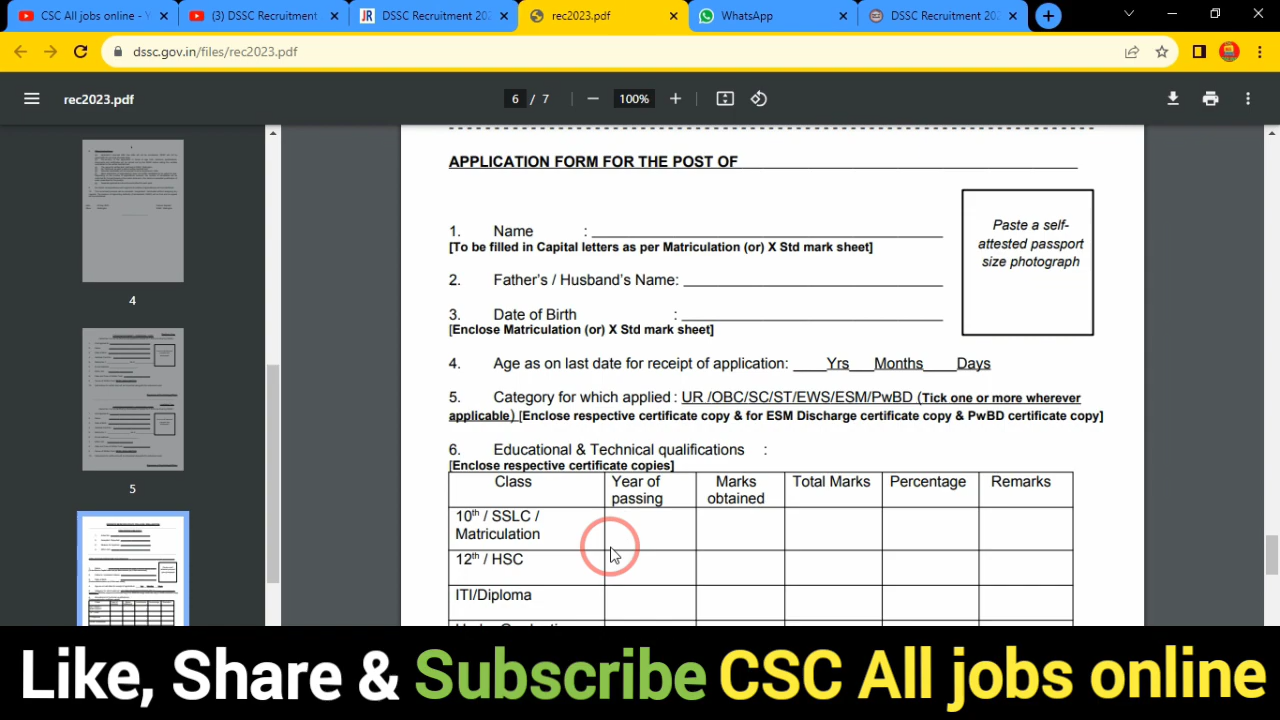 CSC All jobs online - Y
(3) DSSC Recruitment
JR DSSC Recruitment 202
rec2023.pdf
WhatsApp
DSSC Recruitment 202
dssc.gov.in/files/rec2023.pdf
rec2023.pdf
6 / 7
100%
4
5
APPLICATION FORM FOR THE POST OF
1. Name :
[To be filled in Capital letters as per Matriculation (or) X Std mark sheet]
Paste a self-
attested passport
size photograph
2. Father's / Husband's Name:
3. Date of Birth :
[Enclose Matriculation (or) X Std mark sheet]
4. Age as on last date for receipt of application: ____Yrs___Months____Days
5. Category for which applied : UR /OBC/SC/ST/EWS/ESM/PwBD (Tick one or more wherever
applicable) [Enclose respective certificate copy & for ESM Discharge certificate copy & PwBD certificate copy]
6. Educational & Technical qualifications :
[Enclose respective certificate copies]
Class Year of passing Marks obtained Total Marks Percentage Remarks
10th / SSLC /
Matriculation
12th / HSC
ITI/Diploma
Like, Share & Subscribe CSC All jobs online